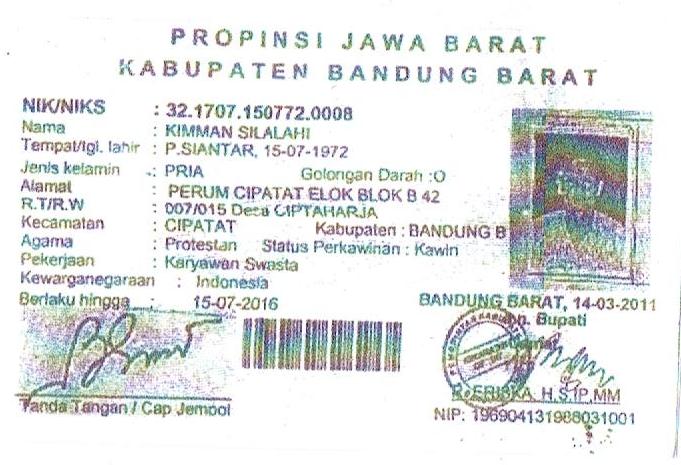 PROPINSI JAWA BARAT
KABUPATEN BANDUNG BARAT
NIK/NIKS : 32.1707.150772.0008
Nama : KIMMAN SILALAHI
Tempat/tgl. lahir : P.SIANTAR, 15-07-1972
Jenis kelamin : PRIA Golongan Darah :O
Alamat : PERUM CIPATAT ELOK BLOK B 42
R.T/R.W : 007/015 Desa CIPTAHARJA
Kecamatan : CIPATAT Kabupaten : BANDUNG B
Agama : Protestan Status Perkawinan : Kawin
Pekerjaan : Karyawan Swasta
Kewarganegaraan : Indonesia
Berlaku hingga : 15-07-2016
BANDUNG BARAT, 14-03-2011
n. Bupati
Tanda Tangan / Cap Jempol
R. ERISKA, H.S.IP,MM
NIP: 196904131988031001